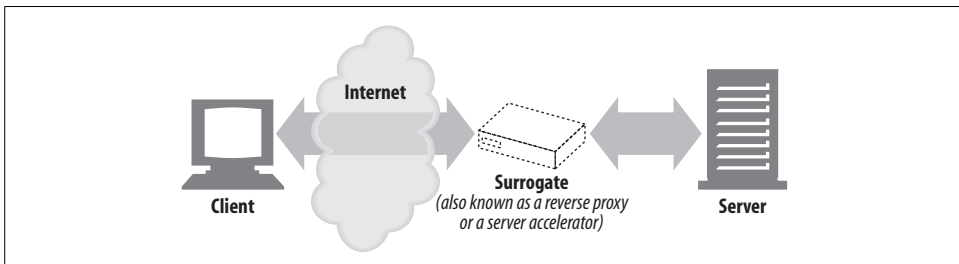 Internet
Client
Surrogate
(also known as a reverse proxy
or a server accelerator)
Server